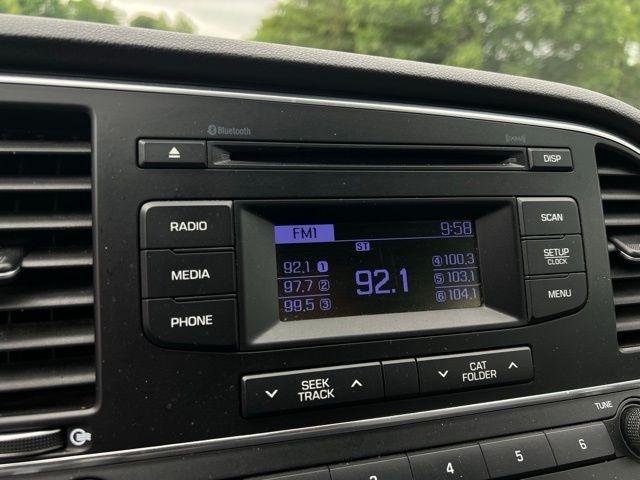 Bluetooth
DISP
RADIO
MEDIA
PHONE
FM1 9:58
ST
92.1 1
97.7 2
99.5 3
92.1
4 100.3
5 103.1
6 104.1
SCAN
SETUP
CLOCK
MENU
SEEK
TRACK
CAT
FOLDER
TUNE
3 4 5 6